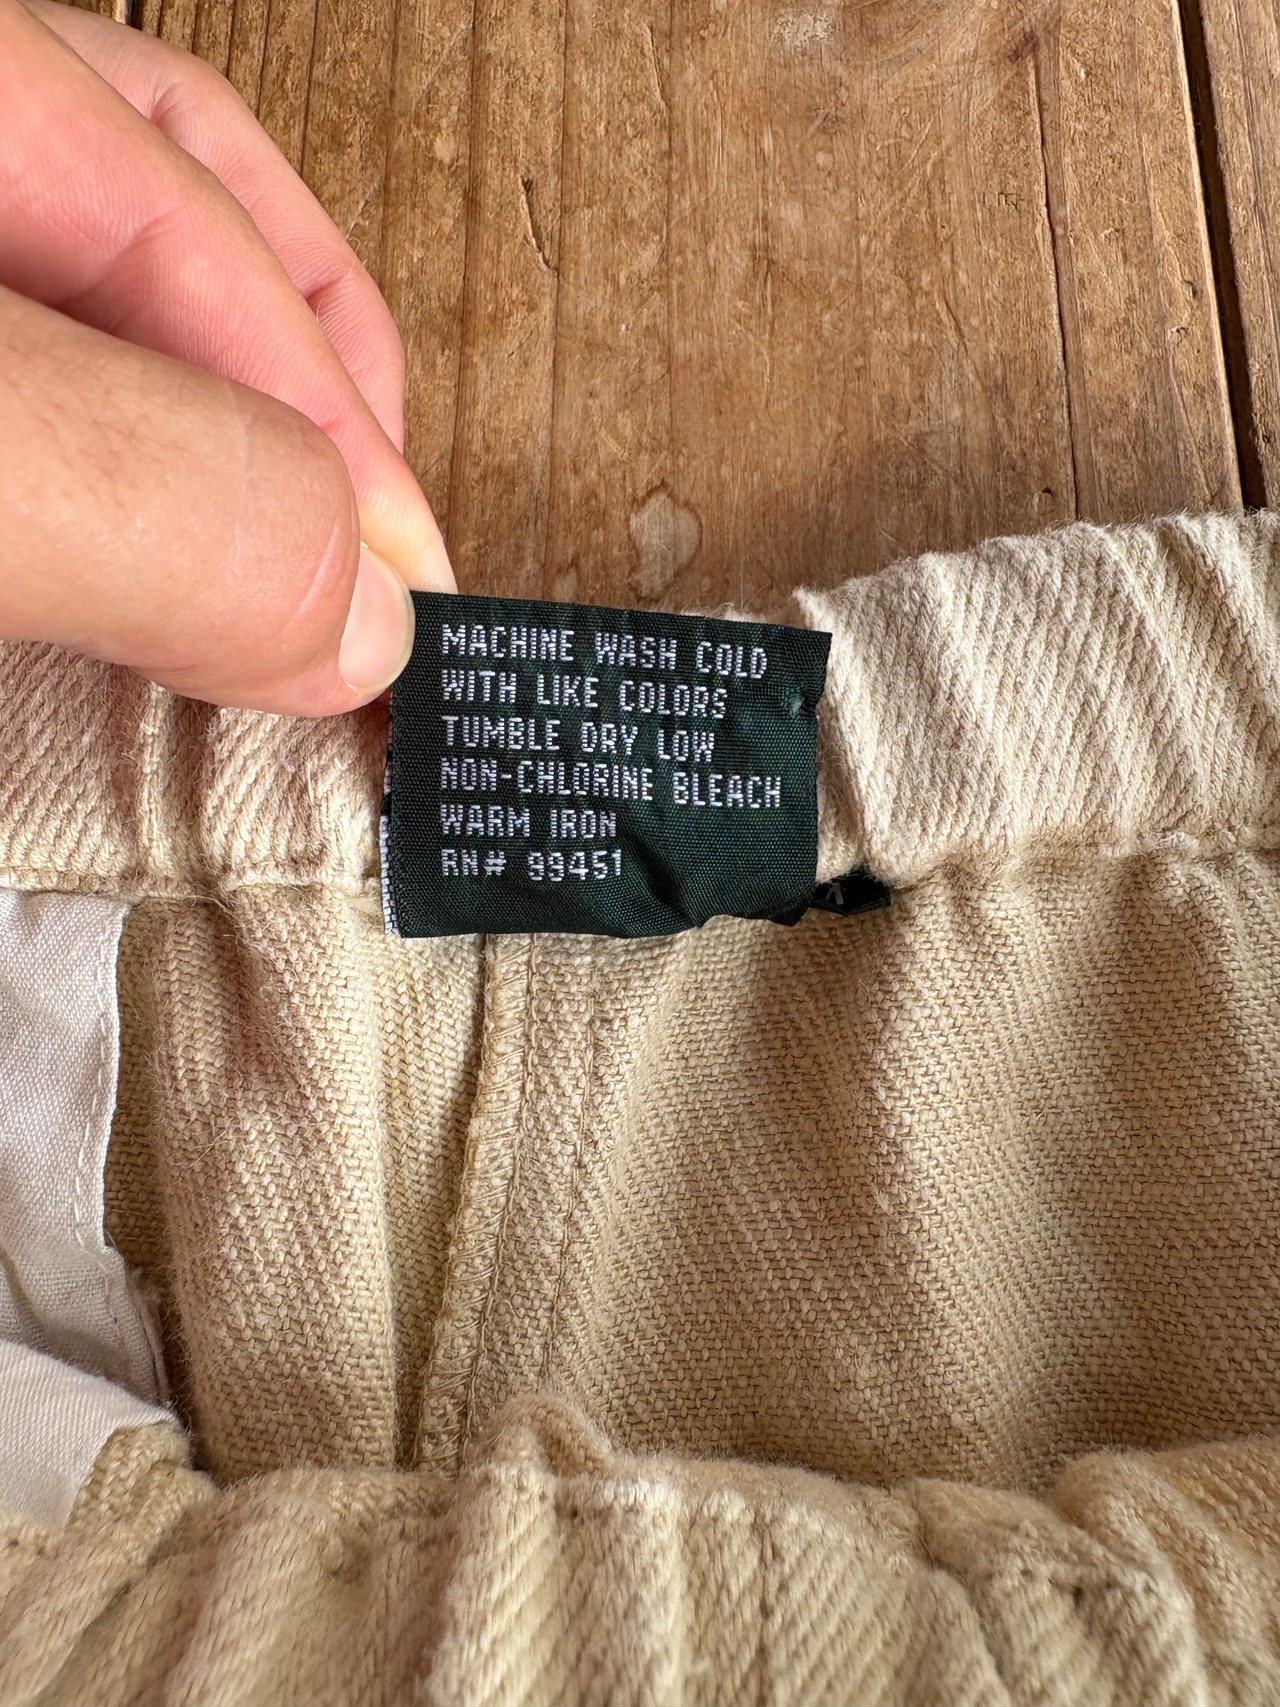 MACHINE WASH COLD
WITH LIKE COLORS
TUMBLE DRY LOW
NON-CHLORINE BLEACH
WARM IRON
RN# 99451